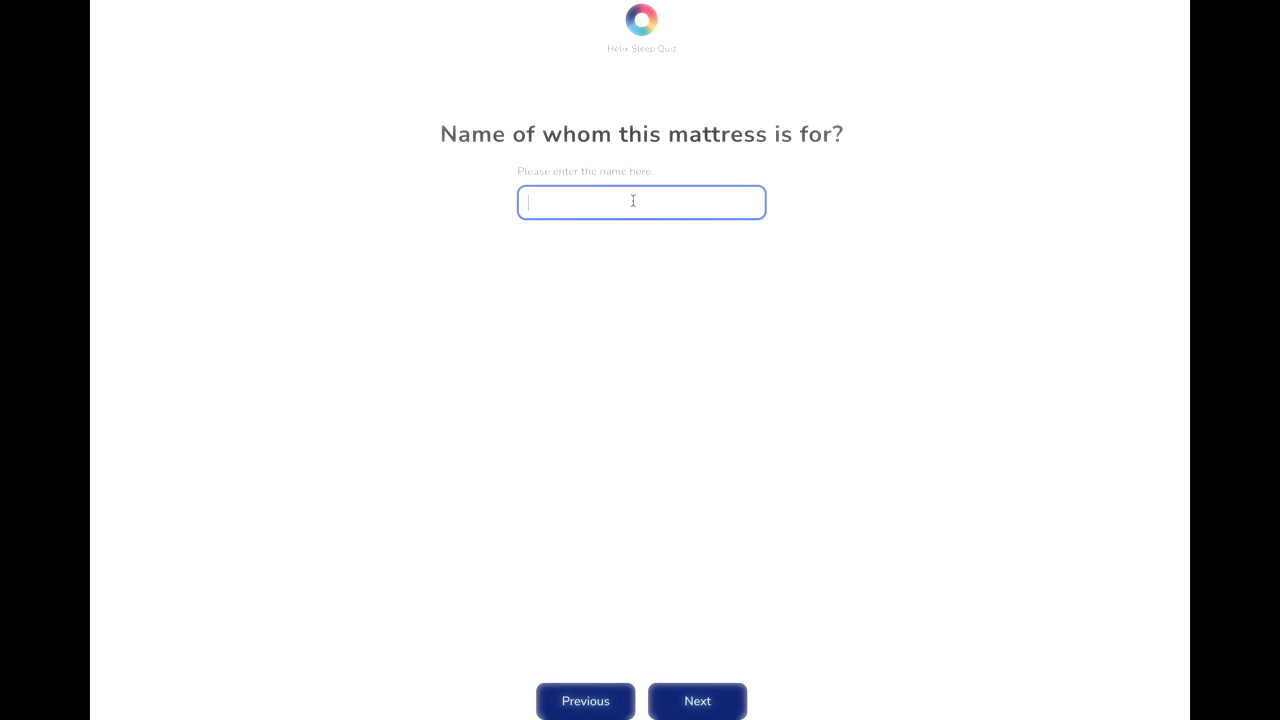 Helix Sleep Quiz
Name of whom this mattress is for?
Please enter the name here.
Previous
Next